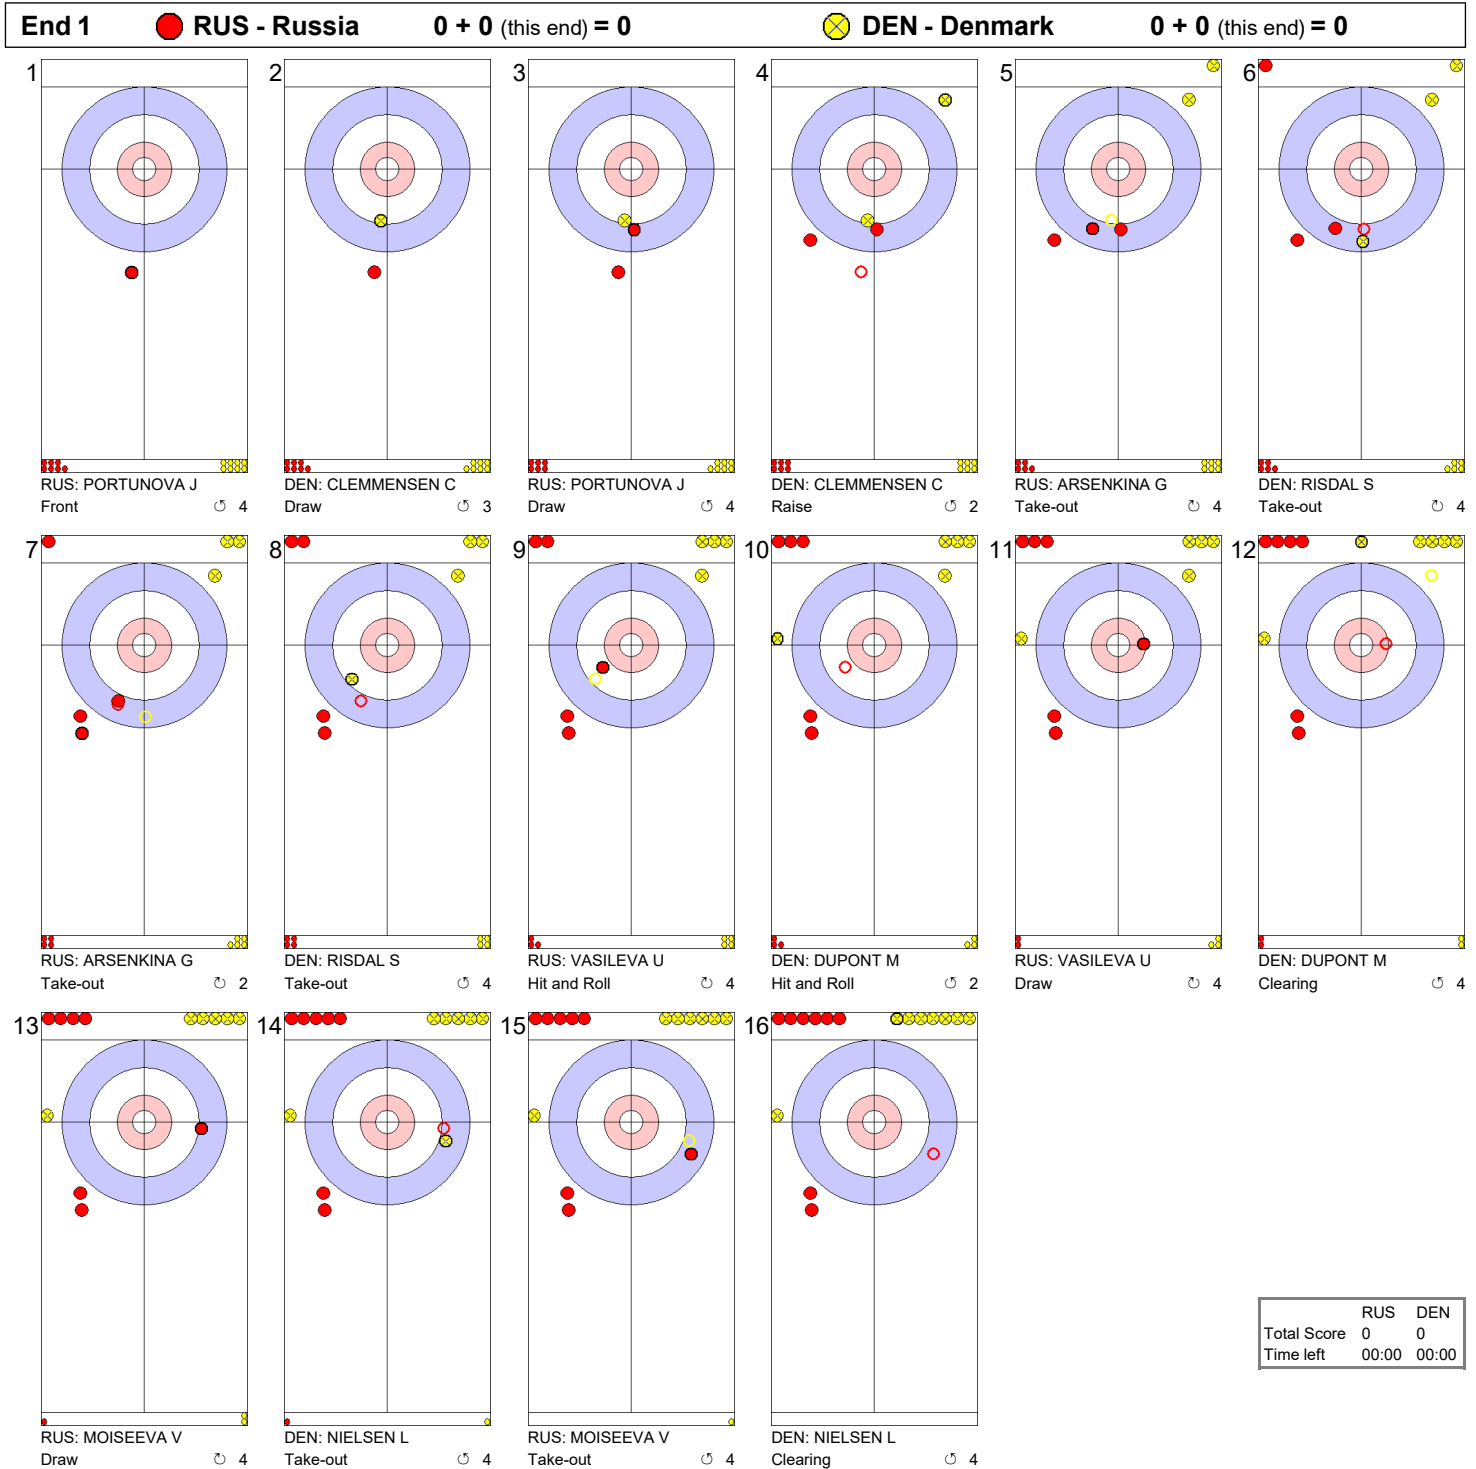 End 1 RUS - Russia 0 + 0 (this end) = 0 DEN - Denmark 0 + 0 (this end) = 0
1 2 3 4 5 6
RUS: PORTUNOVA J DEN: CLEMMENSEN C RUS: PORTUNOVA J DEN: CLEMMENSEN C RUS: ARSENKINA G DEN: RISDAL S
Front ↺ 4 Draw ↺ 3 Draw ↺ 4 Raise ↺ 2 Take-out ↻ 4 Take-out ↻ 4
7 8 9 10 11 12
RUS: ARSENKINA G DEN: RISDAL S RUS: VASILEVA U DEN: DUPONT M RUS: VASILEVA U DEN: DUPONT M
Take-out ↻ 2 Take-out ↺ 4 Hit and Roll ↻ 4 Hit and Roll ↺ 2 Draw ↻ 4 Clearing ↺ 4
13 14 15 16
RUS: MOISEEVA V DEN: NIELSEN L RUS: MOISEEVA V DEN: NIELSEN L
Draw ↻ 4 Take-out ↺ 4 Take-out ↺ 4 Clearing ↺ 4
RUS DEN
Total Score 0 0
Time left 00:00 00:00